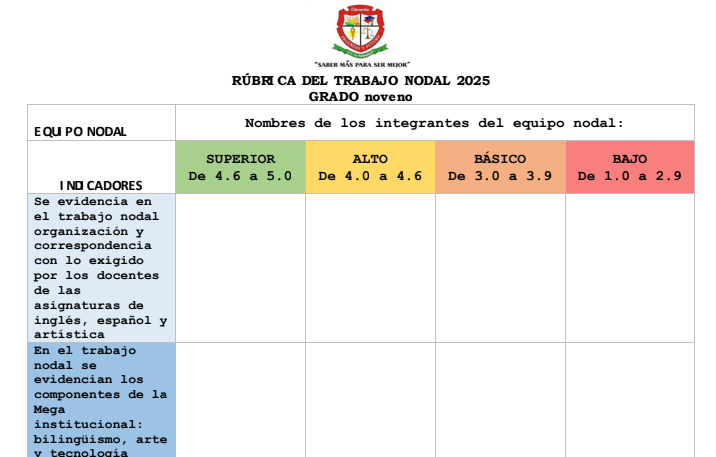 Educación
"SABER MÁS PARA SER MEJOR"
RÚBRICA DEL TRABAJO NODAL 2025
GRADO noveno
EQUIPO NODAL
Nombres de los integrantes del equipo nodal:
INDICADORES
SUPERIOR
De 4.6 a 5.0
ALTO
De 4.0 a 4.6
BÁSICO
De 3.0 a 3.9
BAJO
De 1.0 a 2.9
Se evidencia en
el trabajo nodal
organización y
correspondencia
con lo exigido
por los docentes
de las
asignaturas de
inglés, español y
artística
En el trabajo
nodal se
evidencian los
componentes de la
Mega
institucional:
bilingüismo, arte
y tecnología